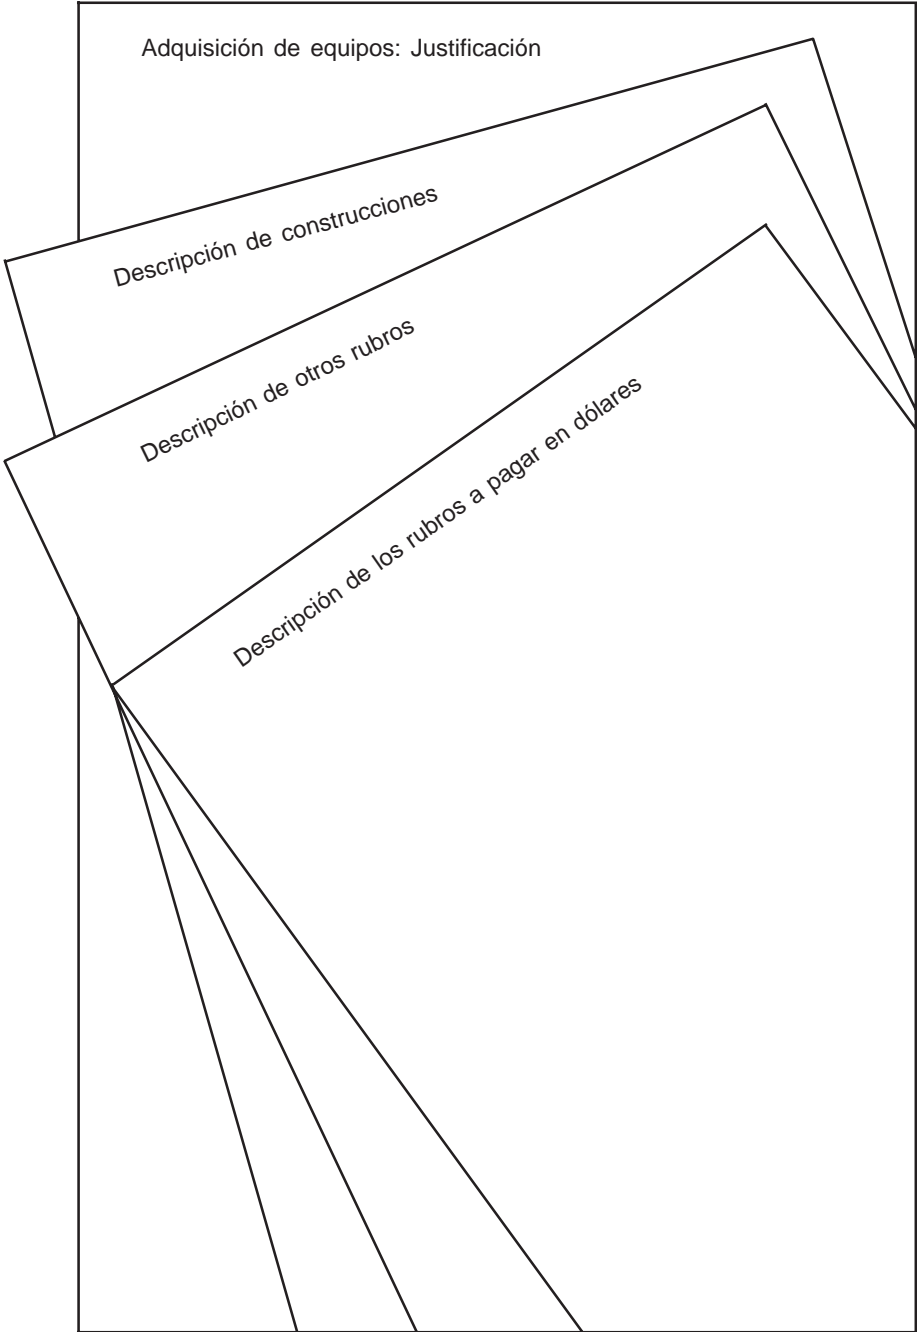 Adquisición de equipos: Justificación
Descripción de construcciones
Descripción de otros rubros
Descripción de los rubros a pagar en dólares